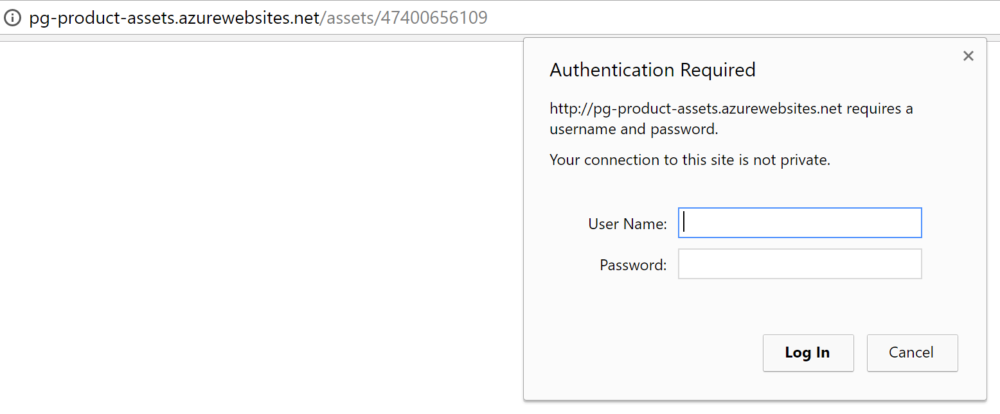 pg-product-assets.azurewebsites.net/assets/47400656109
Authentication Required
http://pg-product-assets.azurewebsites.net requires a
username and password.
Your connection to this site is not private.
User Name:
Password:
Log In
Cancel